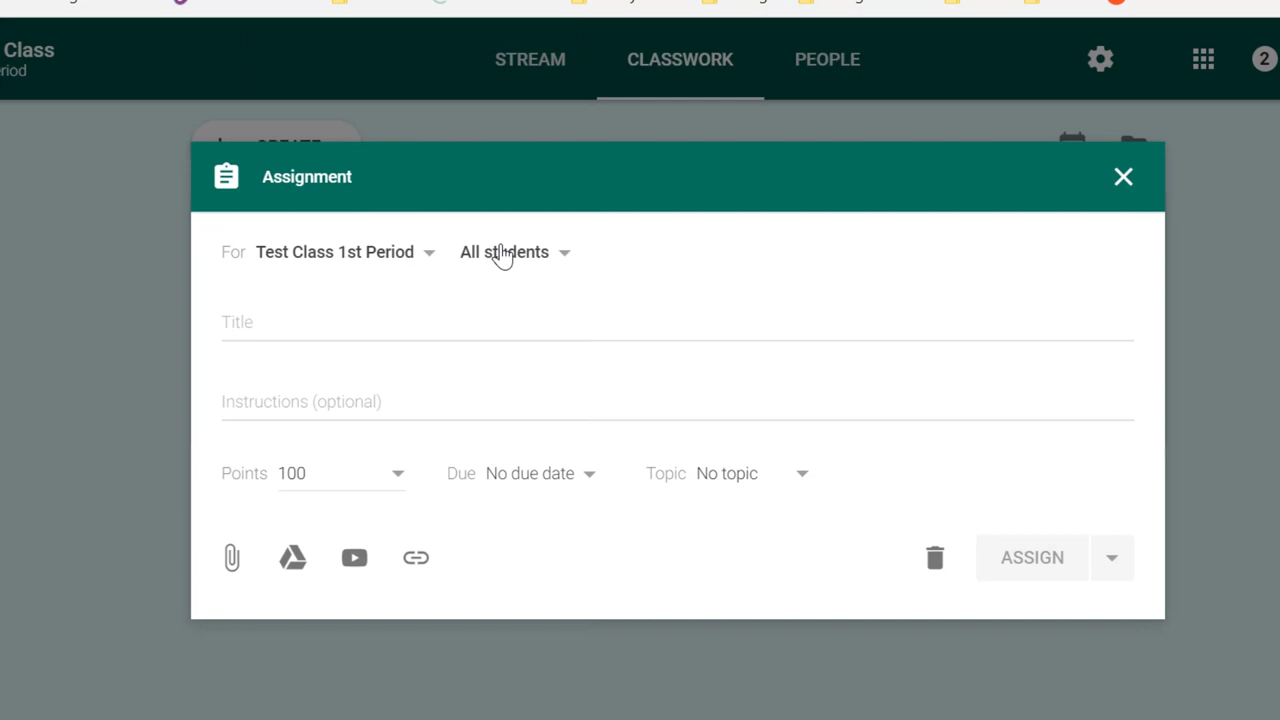 Class
STREAM CLASSWORK PEOPLE 2
Assignment
For Test Class 1st Period All students
Title
Instructions (optional)
Points 100 Due No due date Topic No topic
ASSIGN